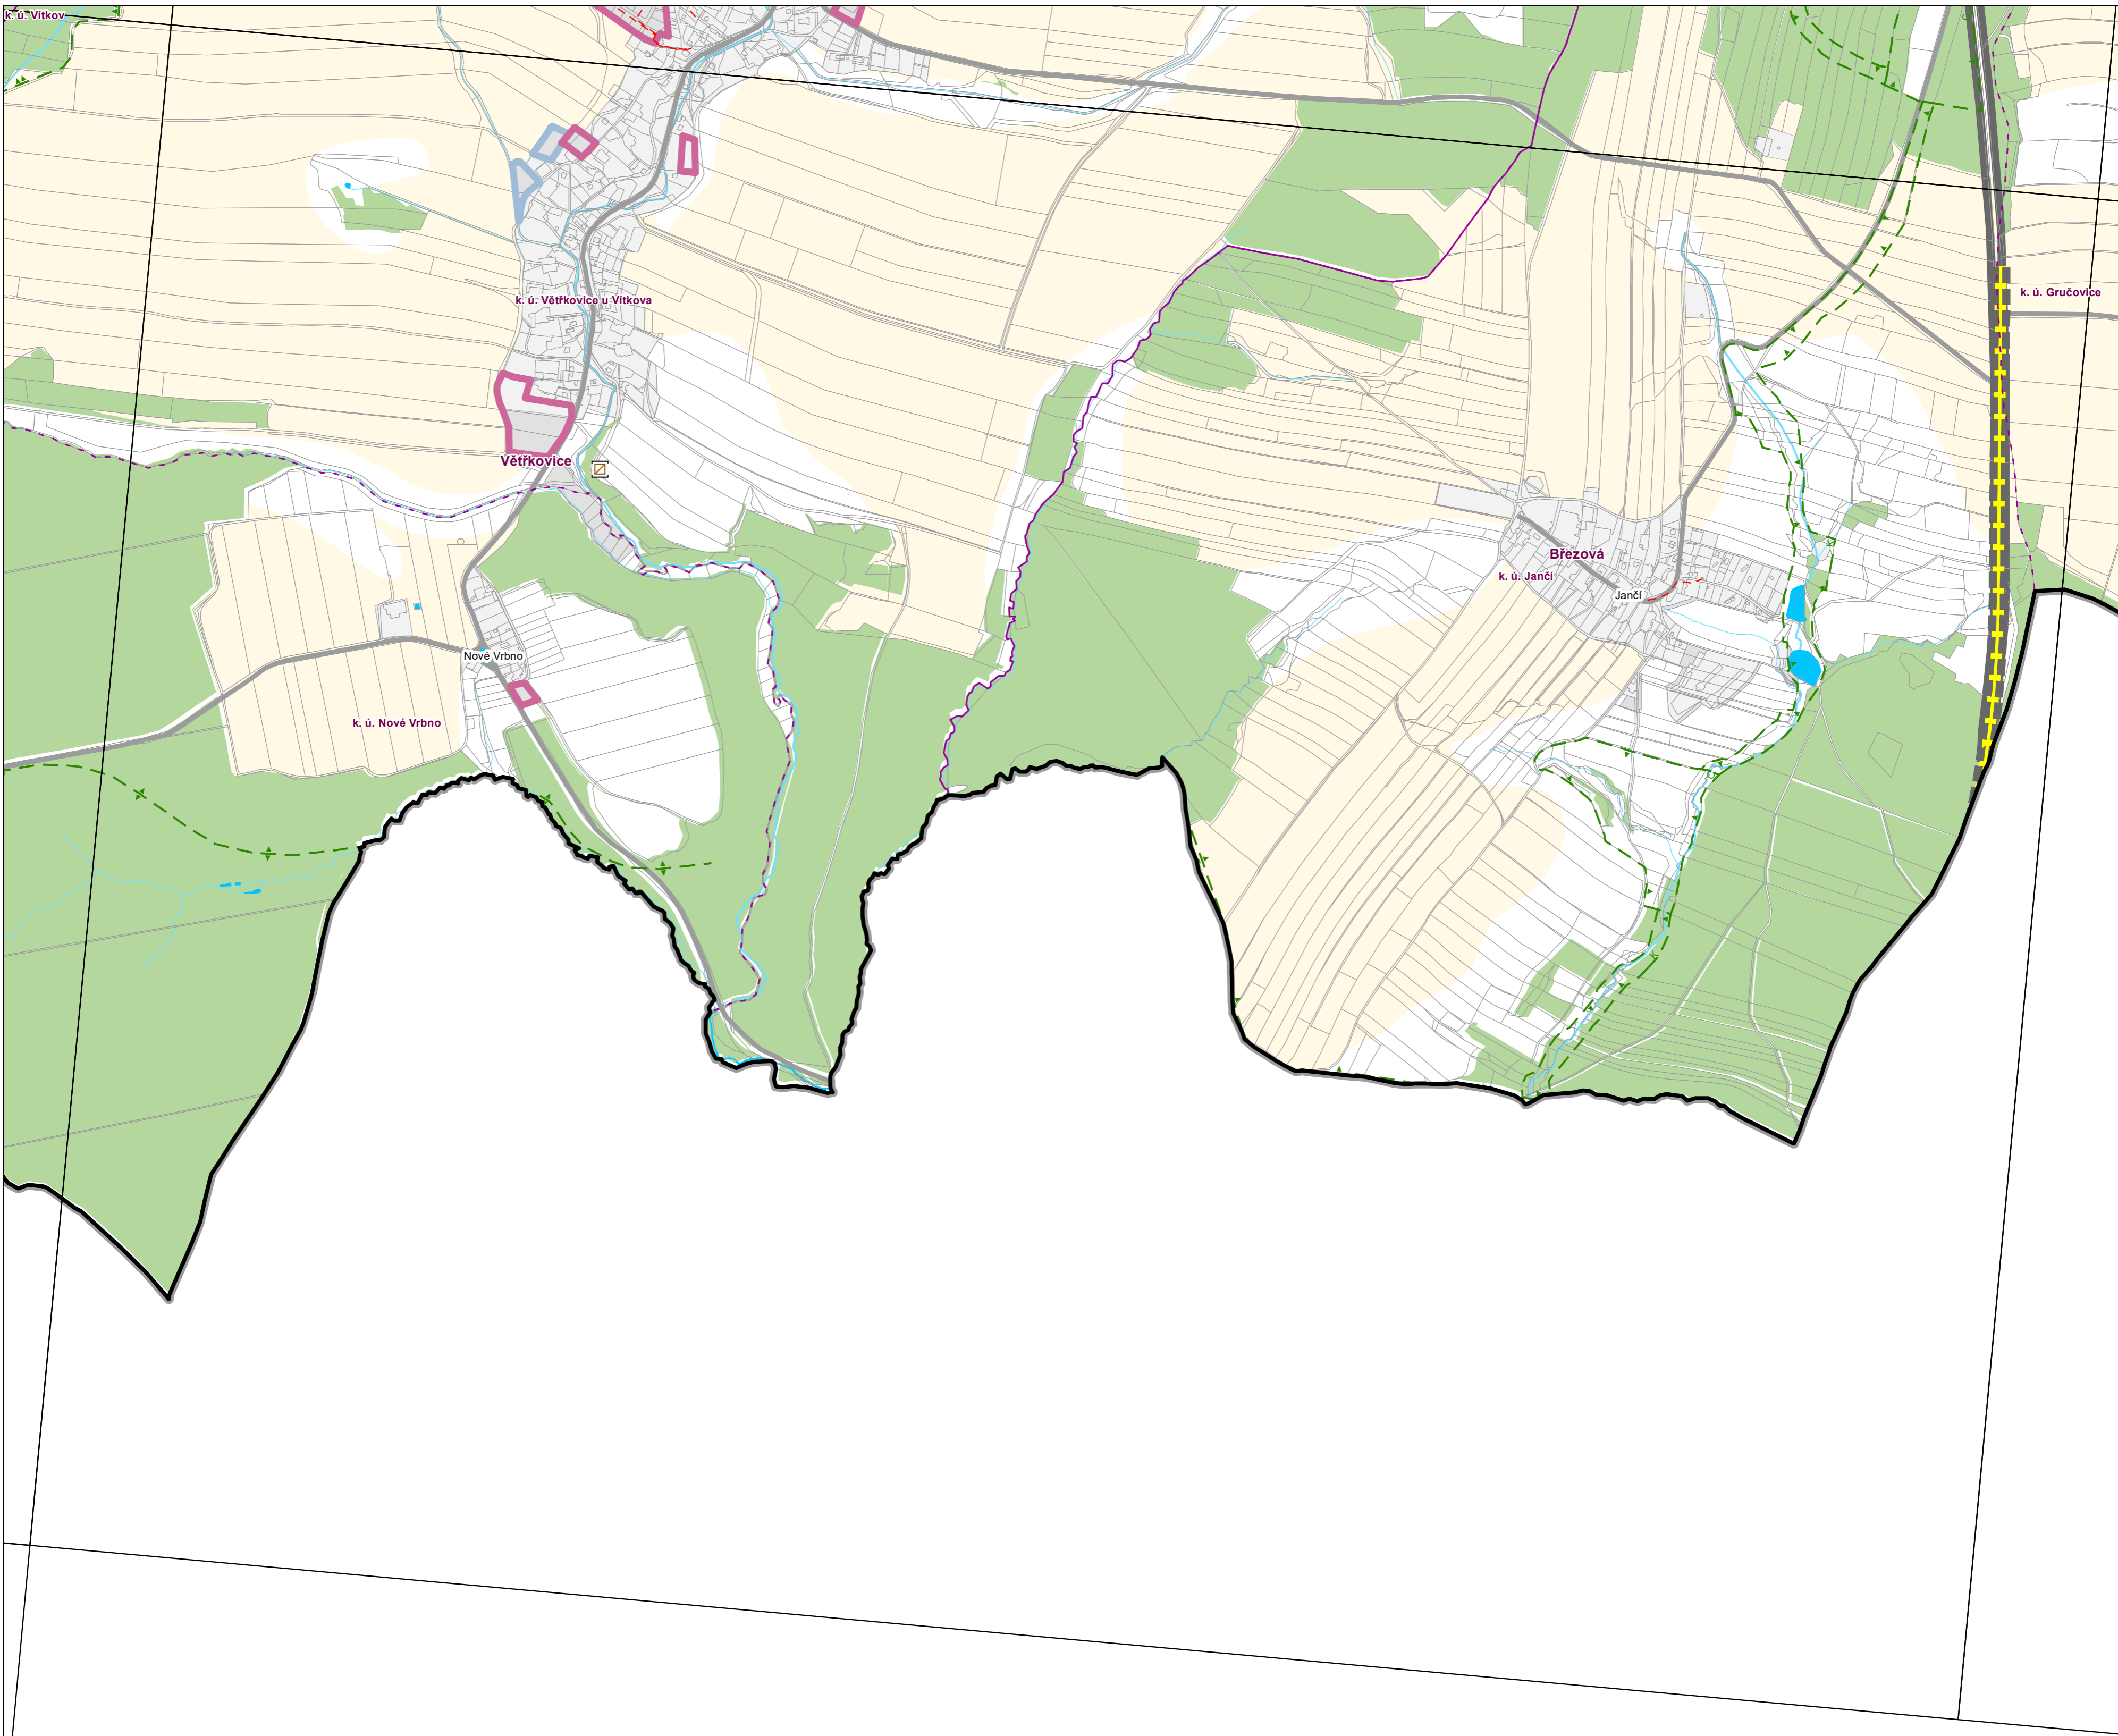 k. ú. Vítkov
k. ú. Gručovice
k. ú. Větřkovice u Vítkova
Větřkovice
Březová
k. ú. Jančí
Jančí
Nové Vrbno
k. ú. Nové Vrbno